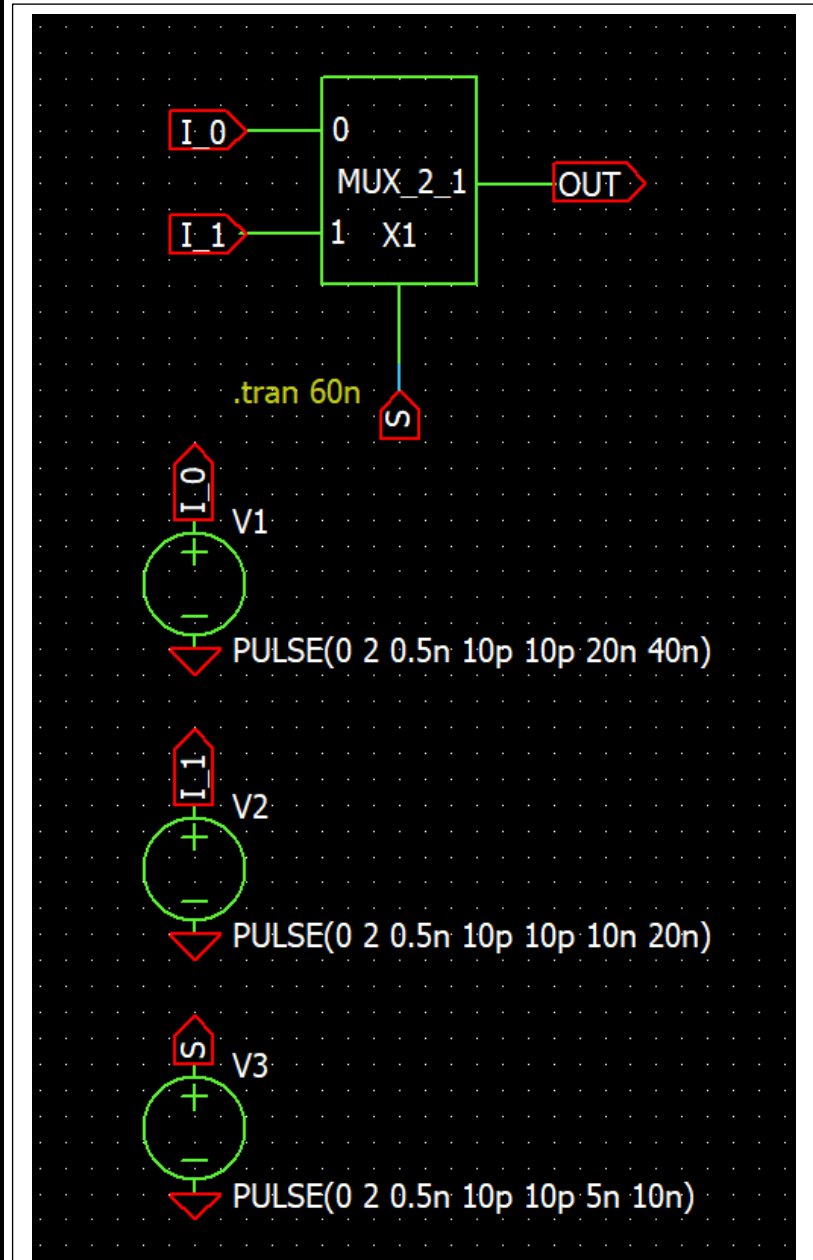 I_0
0
MUX_2_1
OUT
I_1
1
X1
.tran 60n
S
I_0
V1
+
−
PULSE(0 2 0.5n 10p 10p 20n 40n)
I_1
V2
+
−
PULSE(0 2 0.5n 10p 10p 10n 20n)
S
V3
+
−
PULSE(0 2 0.5n 10p 10p 5n 10n)